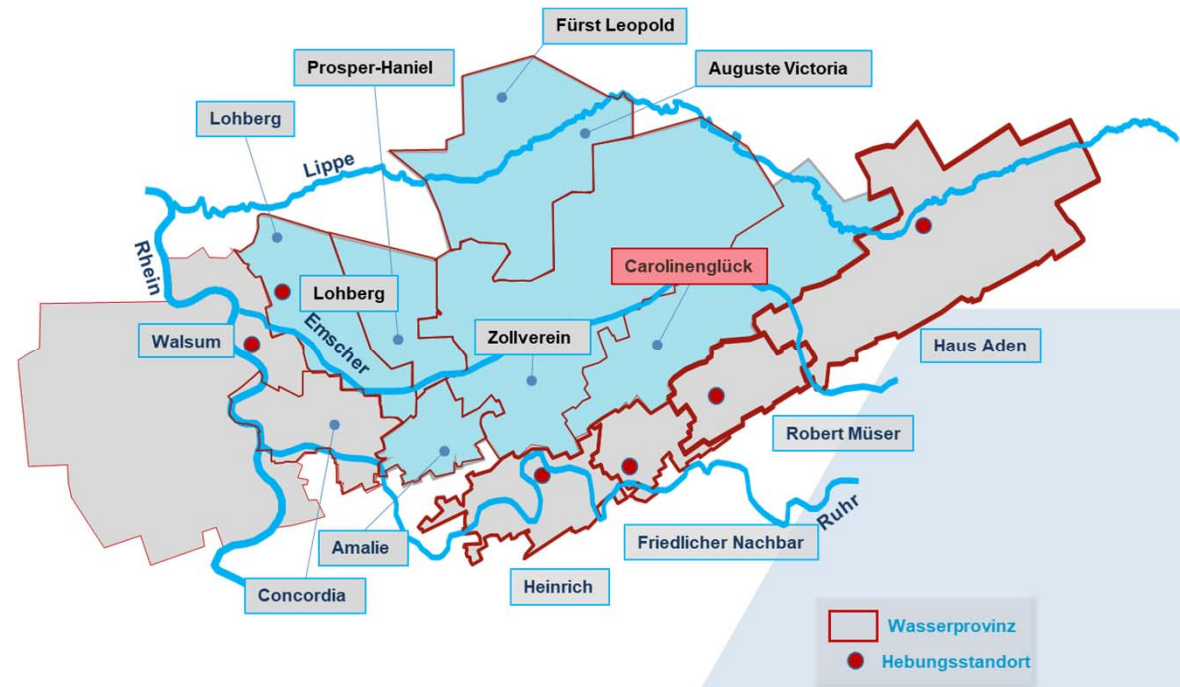 Fürst Leopold
Prosper-Haniel
Auguste Victoria
Lohberg
Lippe
Rhein
Carolinenglück
Lohberg
Emscher
Walsum
Zollverein
Haus Aden
Robert Müser
Ruhr
Amalie
Friedlicher Nachbar
Heinrich
Concordia
Wasserprovinz
Hebungsstandort